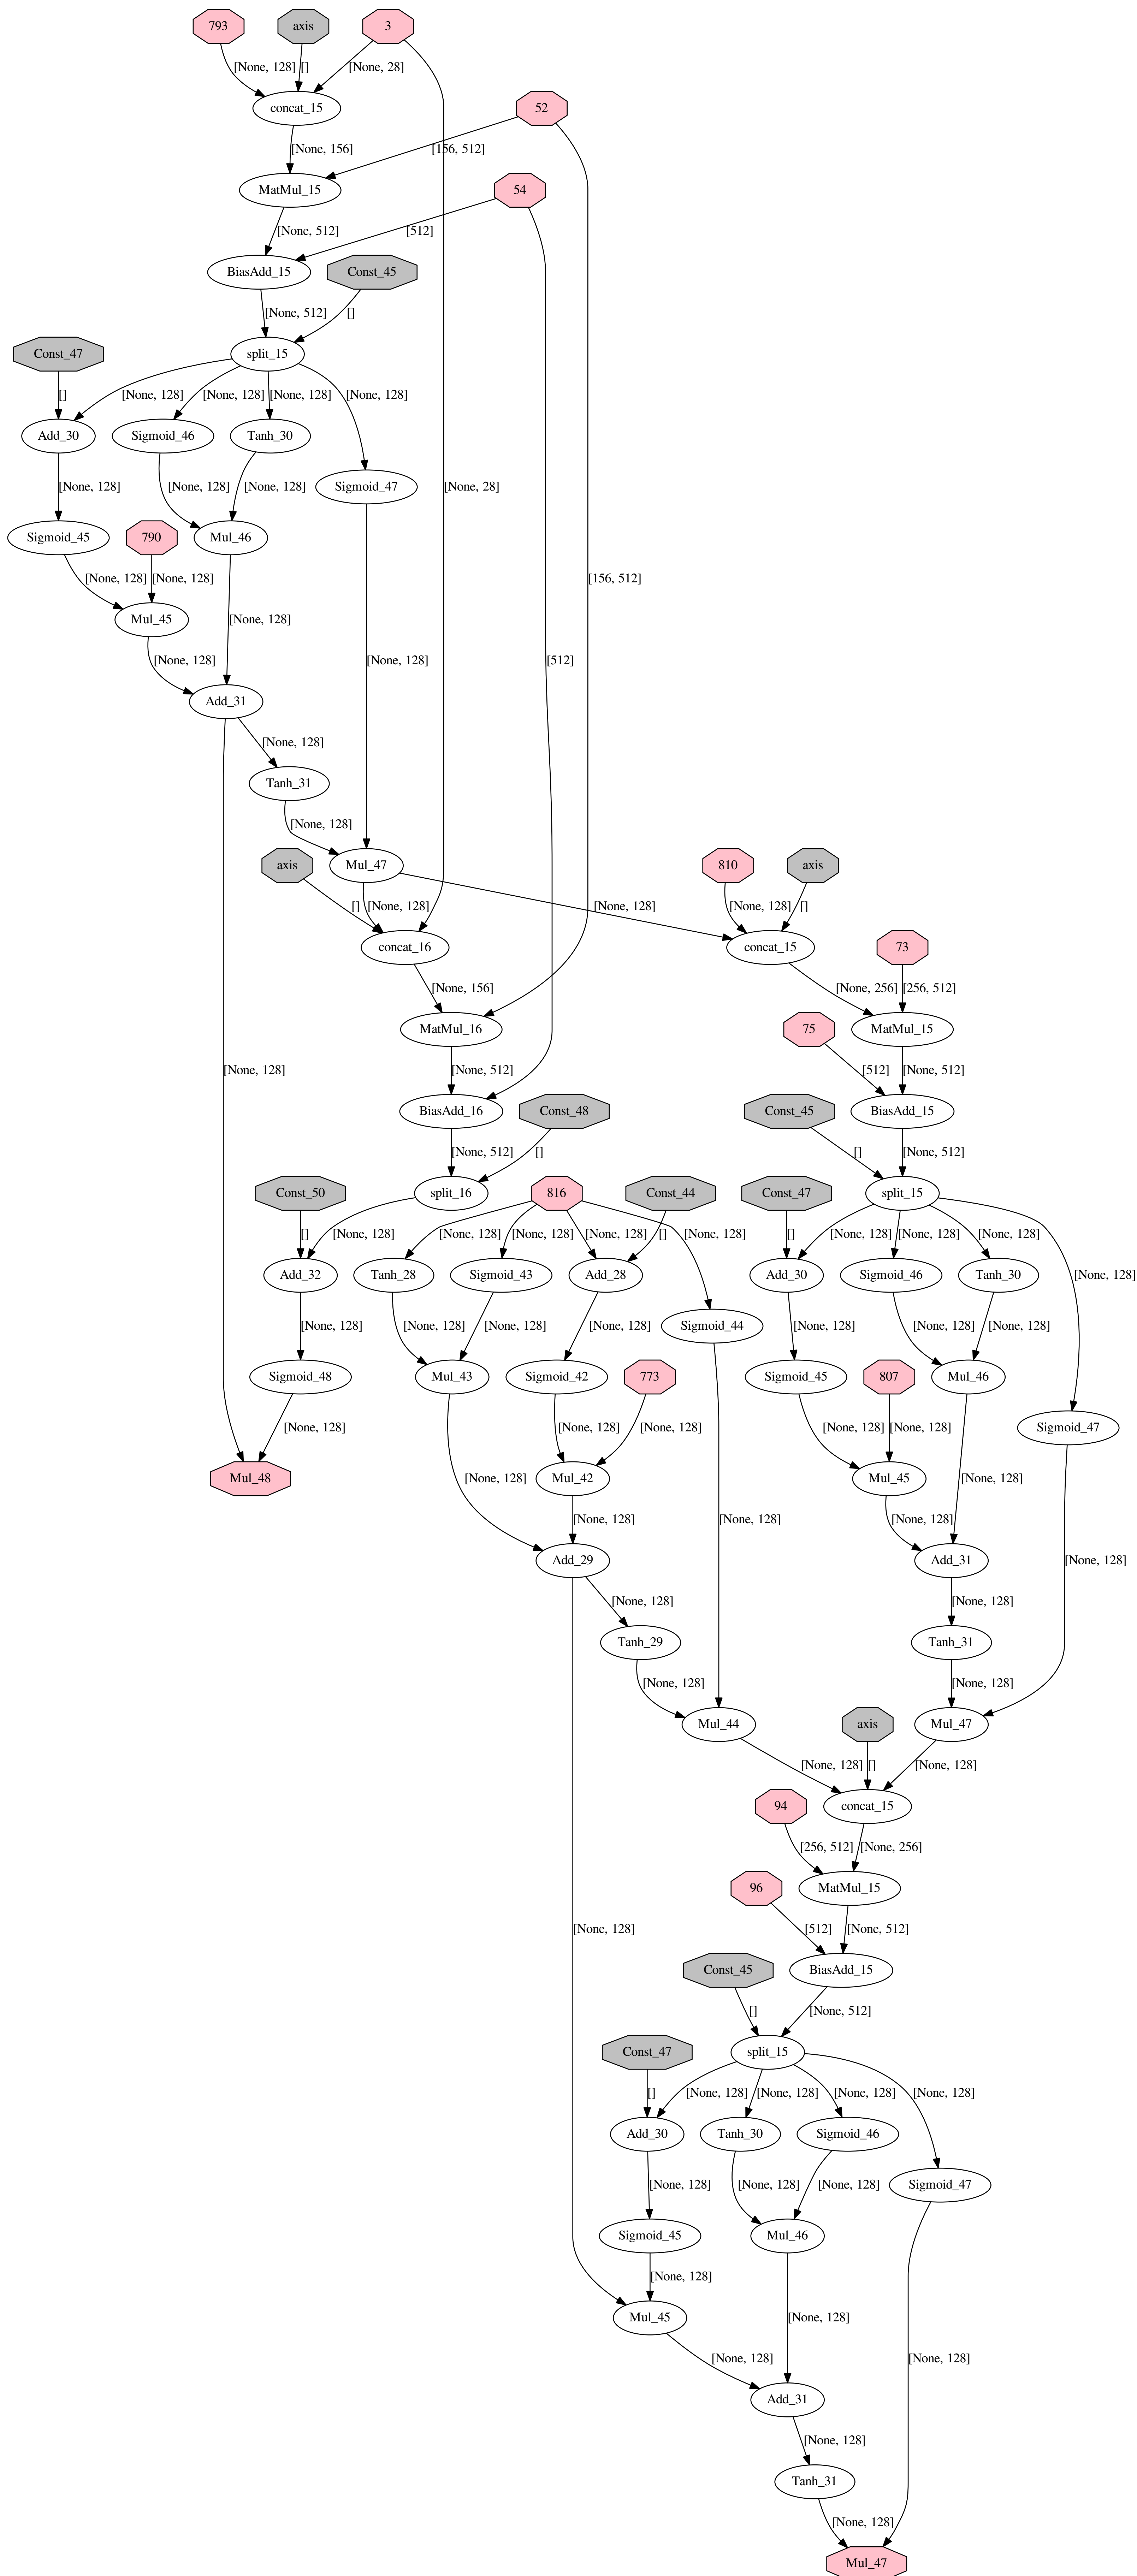 793 axis 3
[None, 128] [] [None, 28]
concat_15 52
[None, 156] [156, 512]
MatMul_15 54
[None, 512] [512]
BiasAdd_15 Const_45
[None, 512] []
Const_47 split_15
[] [None, 128] [None, 128] [None, 128] [None, 128]
Add_30 Sigmoid_46 Tanh_30
[None, 128] [None, 128] [None, 128] Sigmoid_47 [None, 28]
Sigmoid_45 790 Mul_46
[None, 128] [None, 128] [156, 512]
Mul_45 [None, 128]
[None, 128] [None, 128] [512]
Add_31
[None, 128]
Tanh_31
[None, 128]
axis Mul_47 810 axis
[] [None, 128] [None, 128] [None, 128] []
concat_16 concat_15 73
[None, 156] [None, 256] [256, 512]
MatMul_16 75 MatMul_15
[None, 128] [None, 512] [512] [None, 512]
BiasAdd_16 Const_48 Const_45 BiasAdd_15
[None, 512] [] [] [None, 512]
Const_50 split_16 816 Const_44 Const_47 split_15
[] [None, 128] [None, 128] [None, 128] [None, 128] [] [None, 128] [] [None, 128] [None, 128] [None, 128]
Add_32 Tanh_28 Sigmoid_43 Add_28 Add_30 Sigmoid_46 Tanh_30 [None, 128]
[None, 128] [None, 128] [None, 128] [None, 128] Sigmoid_44 [None, 128] [None, 128] [None, 128]
Sigmoid_48 Mul_43 Sigmoid_42 773 Sigmoid_45 807 Mul_46
[None, 128] [None, 128] [None, 128] [None, 128] [None, 128] Sigmoid_47
Mul_48 [None, 128] Mul_42 Mul_45 [None, 128]
[None, 128] [None, 128] [None, 128]
Add_29 Add_31 [None, 128]
[None, 128] [None, 128]
Tanh_29 Tanh_31
[None, 128] [None, 128]
Mul_44 axis Mul_47
[None, 128] [] [None, 128]
94 concat_15
[256, 512] [None, 256]
96 MatMul_15
[None, 128] [512] [None, 512]
Const_45 BiasAdd_15
[] [None, 512]
Const_47 split_15
[] [None, 128] [None, 128] [None, 128] [None, 128]
Add_30 Tanh_30 Sigmoid_46
[None, 128] [None, 128] [None, 128] Sigmoid_47
Sigmoid_45 Mul_46
[None, 128]
Mul_45 [None, 128]
[None, 128] [None, 128]
Add_31
[None, 128]
Tanh_31
[None, 128]
Mul_47